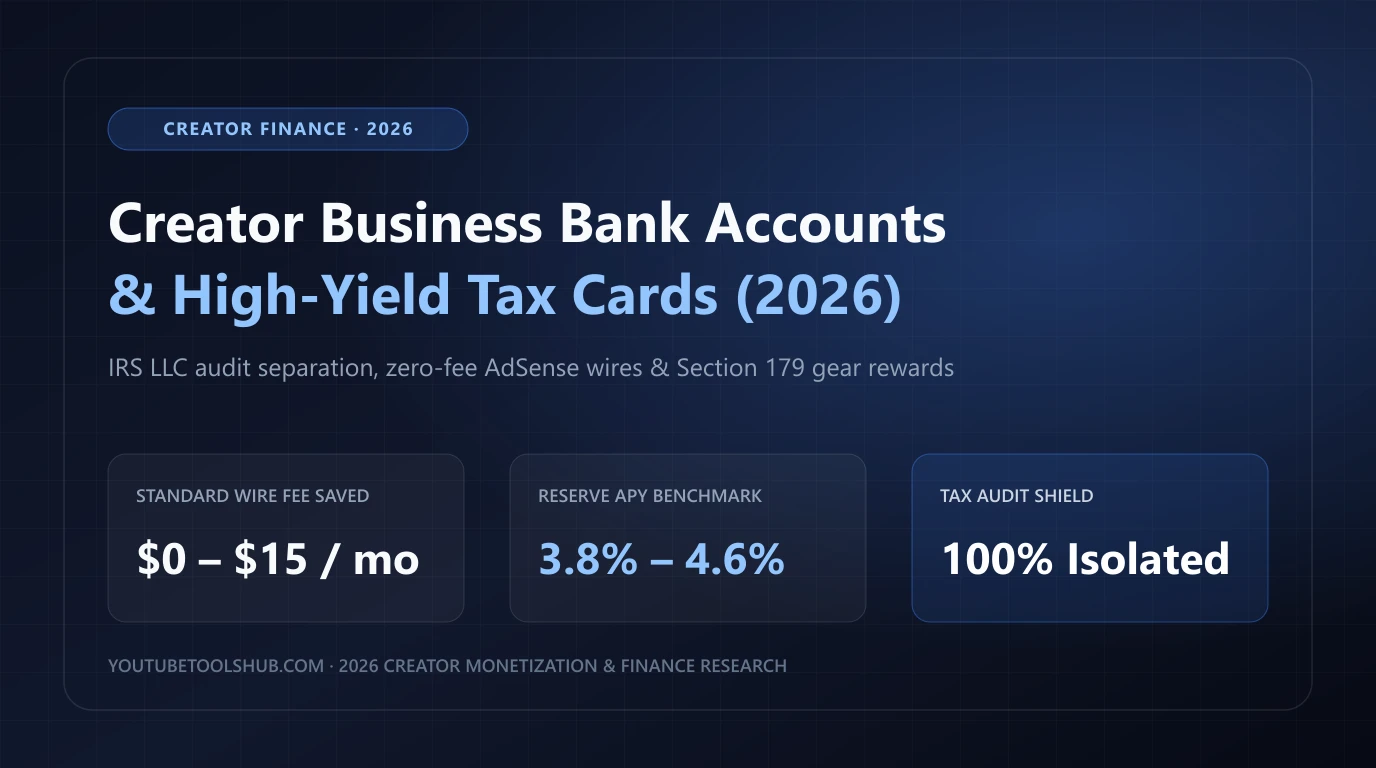 CREATOR FINANCE · 2026
Creator Business Bank Accounts
& High-Yield Tax Cards (2026)
IRS LLC audit separation, zero-fee AdSense wires & Section 179 gear rewards
STANDARD WIRE FEE SAVED
$0 – $15 / mo
RESERVE APY BENCHMARK
3.8% – 4.6%
TAX AUDIT SHIELD
100% Isolated
YOUTUBETOOLSHUB.COM · 2026 CREATOR MONETIZATION & FINANCE RESEARCH